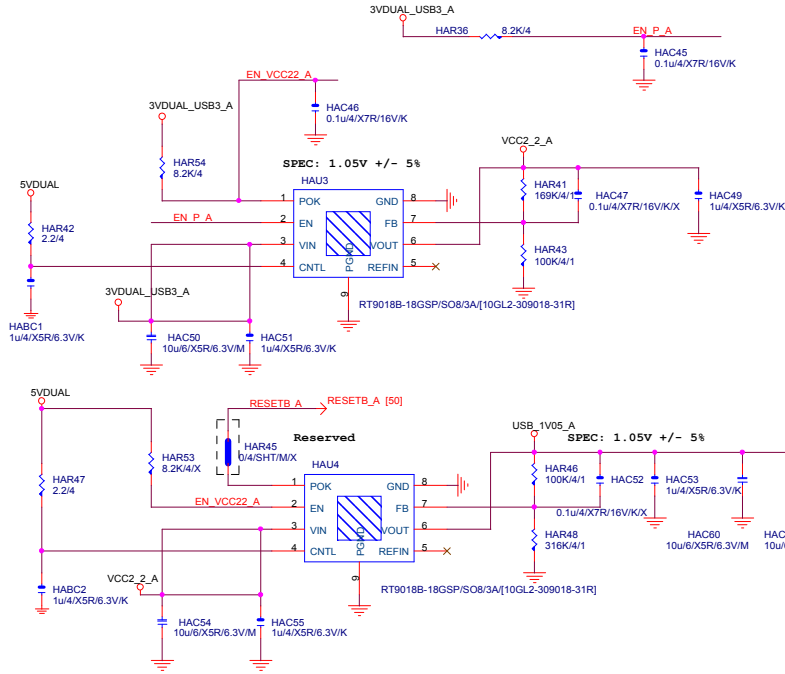 3VDUAL_USB3_A
HAR36
8.2K/4
EN_P_A
HAC45
0.1u/4/X7R/16V/K
EN_VCC22_A
HAC46
0.1u/4/X7R/16V/K
3VDUAL_USB3_A
HAR54
8.2K/4
SPEC: 1.05V +/- 5%
VCC2_2_A
5VDUAL
HAU3
HAR42
2.2/4
EN_P_A
1 POK GND 8
2 EN FB 7
3 VIN VOUT 6
4 CNTL REFIN 5
PGND
9
HAR41
169K/4/1
HAC47
0.1u/4/X7R/16V/K/X
HAC49
1u/4/X5R/6.3V/K
HAR43
100K/4/1
3VDUAL_USB3_A
RT9018B-18GSP/SO8/3A/[10GL2-309018-31R]
HABC1
1u/4/X5R/6.3V/K
HAC50
10u/6/X5R/6.3V/M
HAC51
1u/4/X5R/6.3V/K
5VDUAL
RESETB_A
RESETB_A [50]
HAR53
8.2K/4/X
HAR45
0/4/SHT/M/X
Reserved
USB_1V05_A
SPEC: 1.05V +/- 5%
HAU4
HAR47
2.2/4
EN_VCC22_A
1 POK GND 8
2 EN FB 7
3 VIN VOUT 6
4 CNTL REFIN 5
PGND
9
HAR46
100K/4/1
HAC52
0.1u/4/X7R/16V/K/X
HAC53
1u/4/X5R/6.3V/K
HAR48
316K/4/1
HAC60
10u/6/X5R/6.3V/M
HAC
10u/
HABC2
1u/4/X5R/6.3V/K
VCC2_2_A
RT9018B-18GSP/SO8/3A/[10GL2-309018-31R]
HAC54
10u/6/X5R/6.3V/M
HAC55
1u/4/X5R/6.3V/K